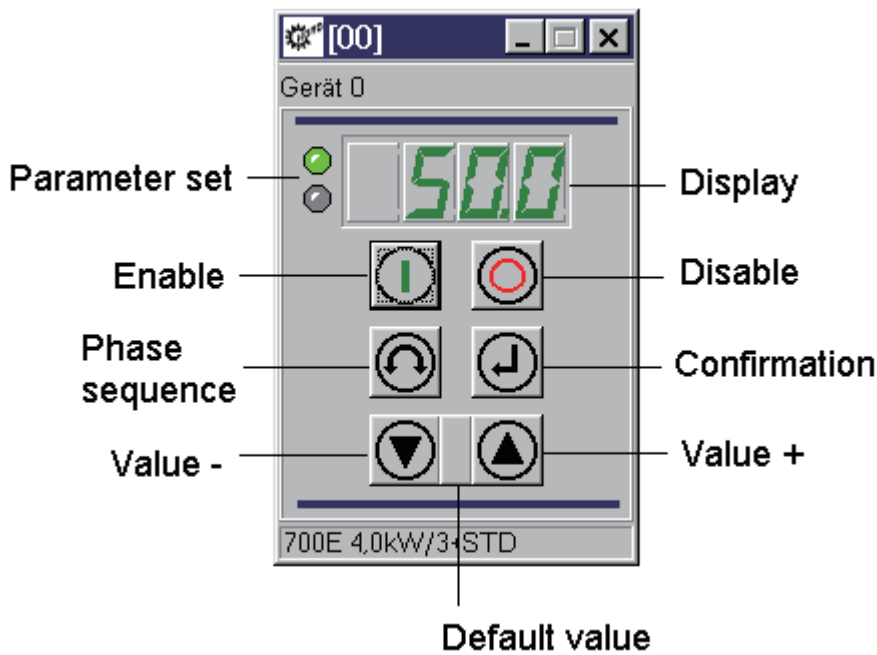 [00]
Gerät 0
Parameter set
50.0
Display
Enable
Disable
Phase
sequence
Confirmation
Value -
Value +
700E 4,0kW/3+STD
Default value